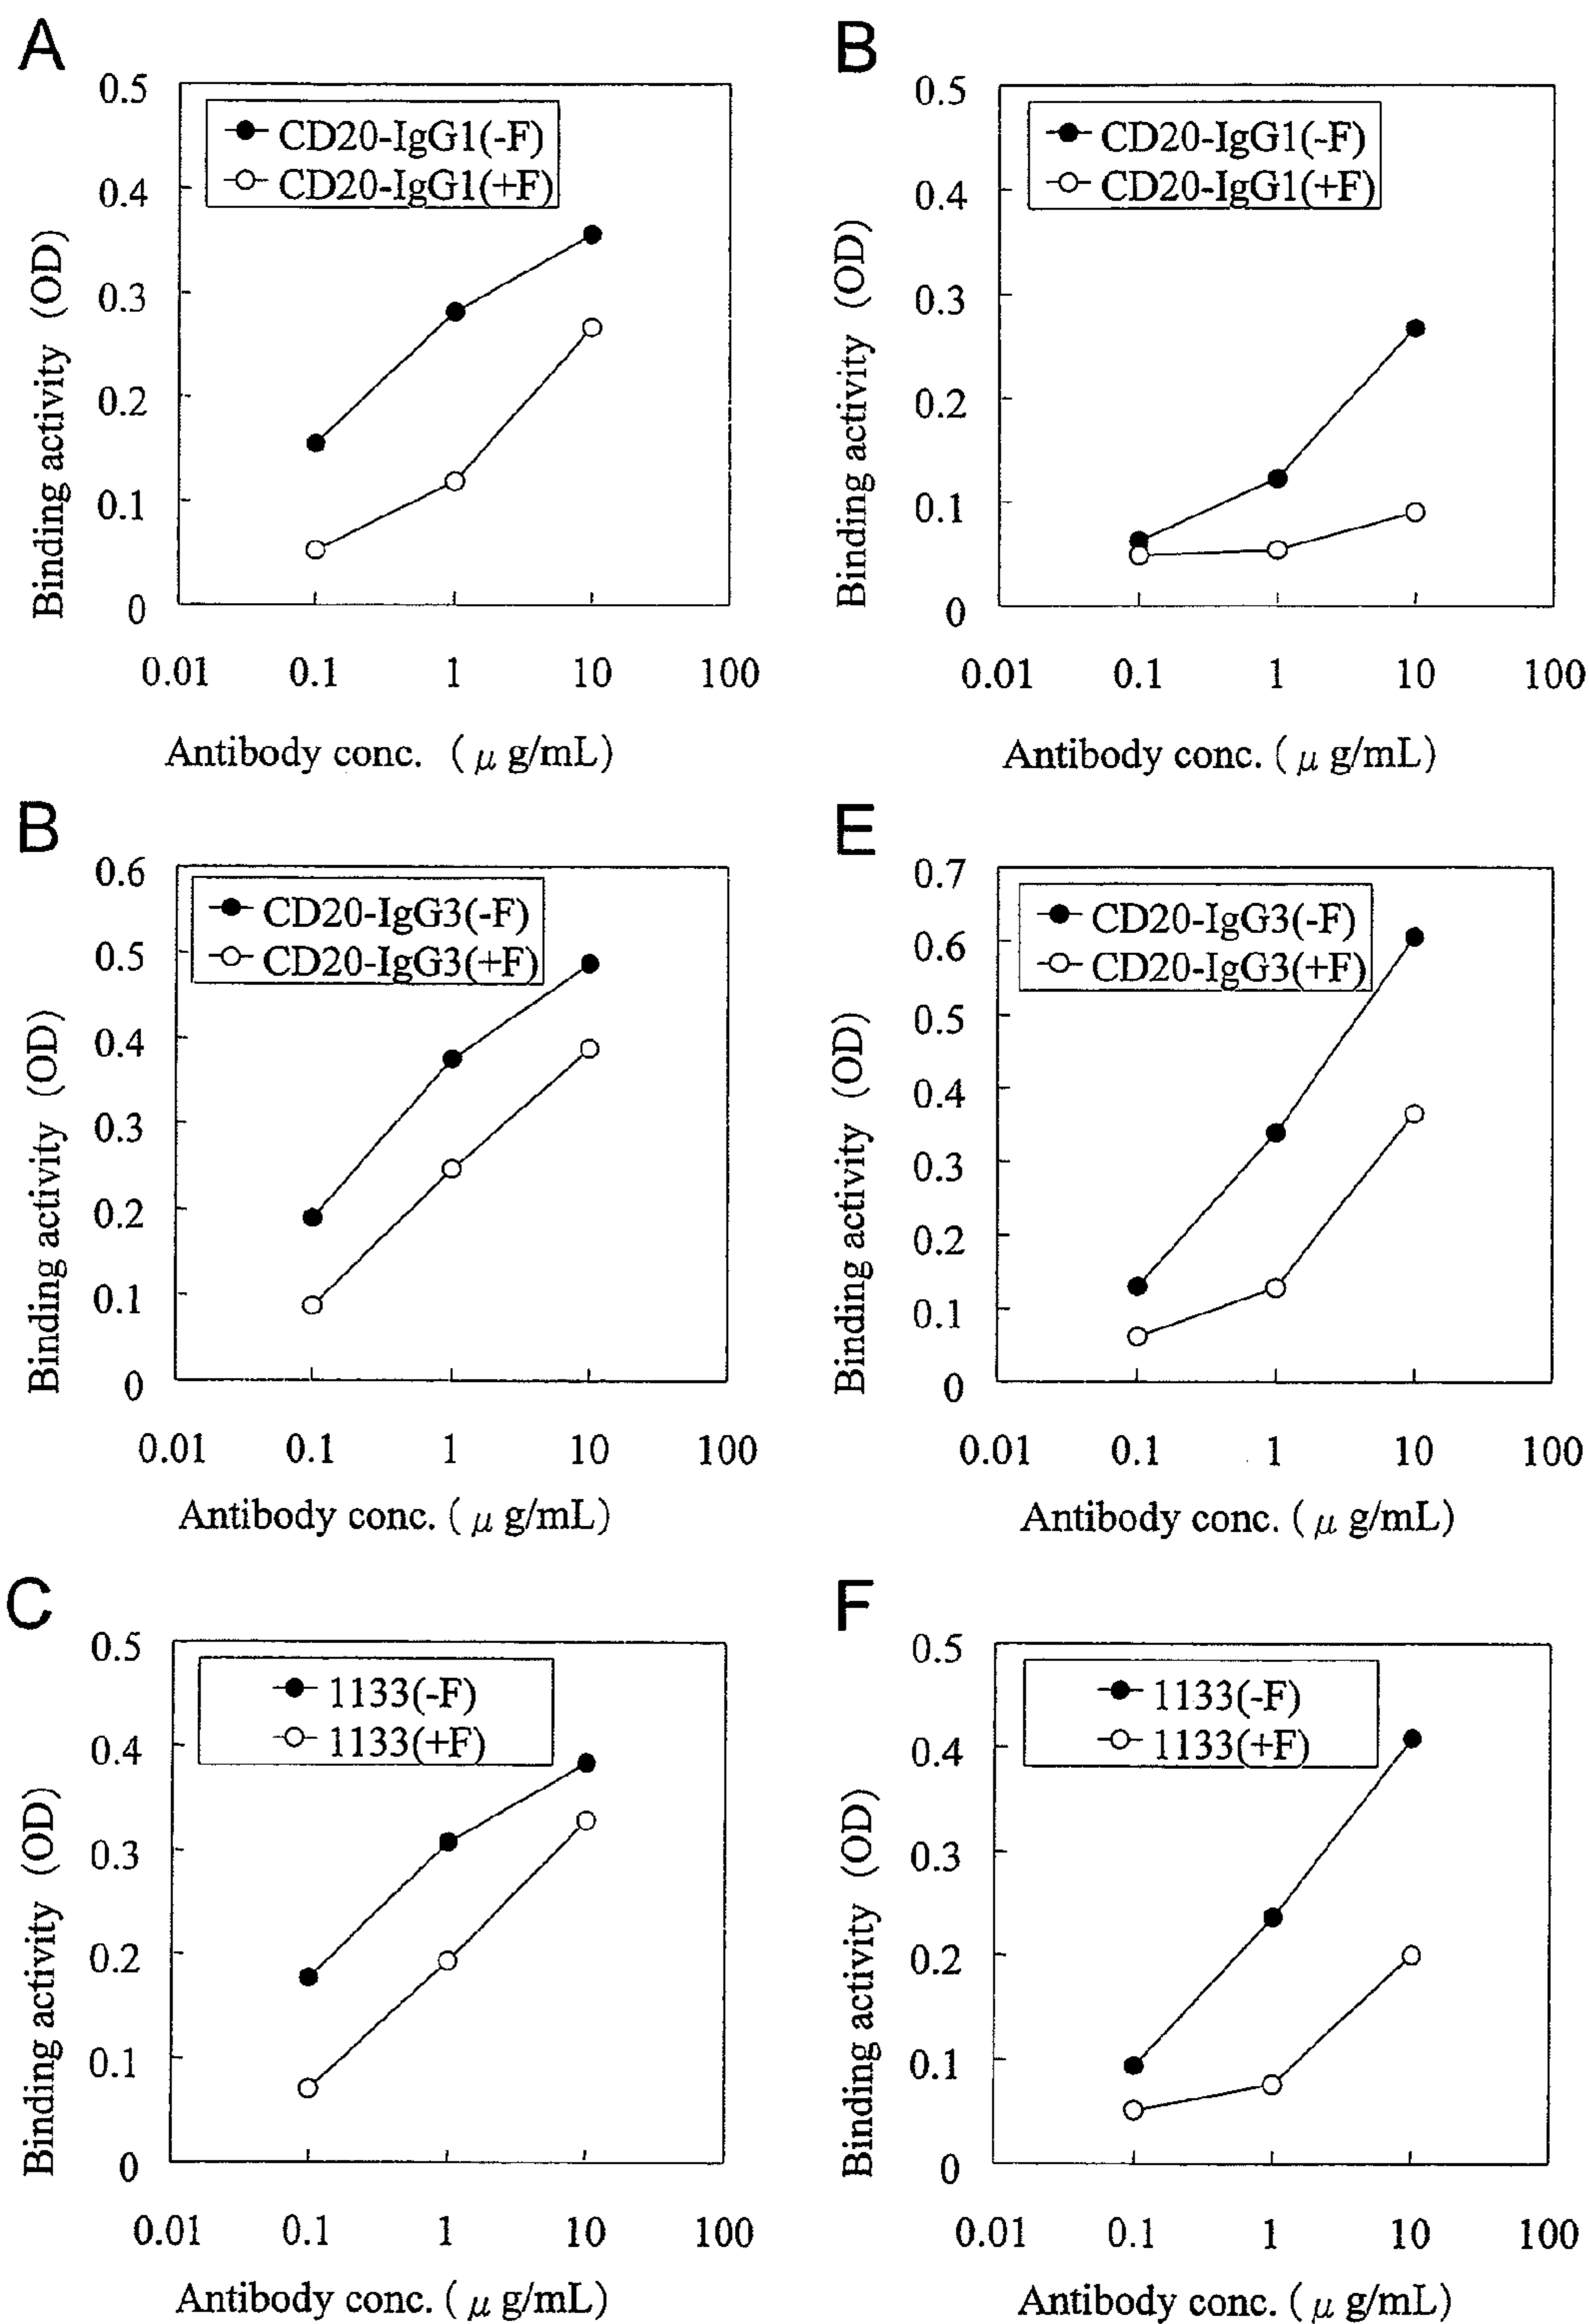 A
0.5
0.4
0.3
0.2
0.1
0
CD20-IgG1(-F)
CD20-IgG1(+F)
Binding activity (OD)
0.01 0.1 1 10 100
Antibody conc. (μ g/mL)
B
0.5
0.4
0.3
0.2
0.1
0
CD20-IgG1(-F)
CD20-IgG1(+F)
Binding activity (OD)
0.01 0.1 1 10 100
Antibody conc. (μ g/mL)
B
0.6
0.5
0.4
0.3
0.2
0.1
0
CD20-IgG3(-F)
CD20-IgG3(+F)
Binding activity (OD)
0.01 0.1 1 10 100
Antibody conc. (μ g/mL)
E
0.7
0.6
0.5
0.4
0.3
0.2
0.1
0
CD20-IgG3(-F)
CD20-IgG3(+F)
Binding activity (OD)
0.01 0.1 1 10 100
Antibody conc. (μ g/mL)
C
0.5
0.4
0.3
0.2
0.1
0
1133(-F)
1133(+F)
Binding activity (OD)
0.01 0.1 1 10 100
Antibody conc. (μ g/mL)
F
0.5
0.4
0.3
0.2
0.1
0
1133(-F)
1133(+F)
Binding activity (OD)
0.01 0.1 1 10 100
Antibody conc. (μ g/mL)